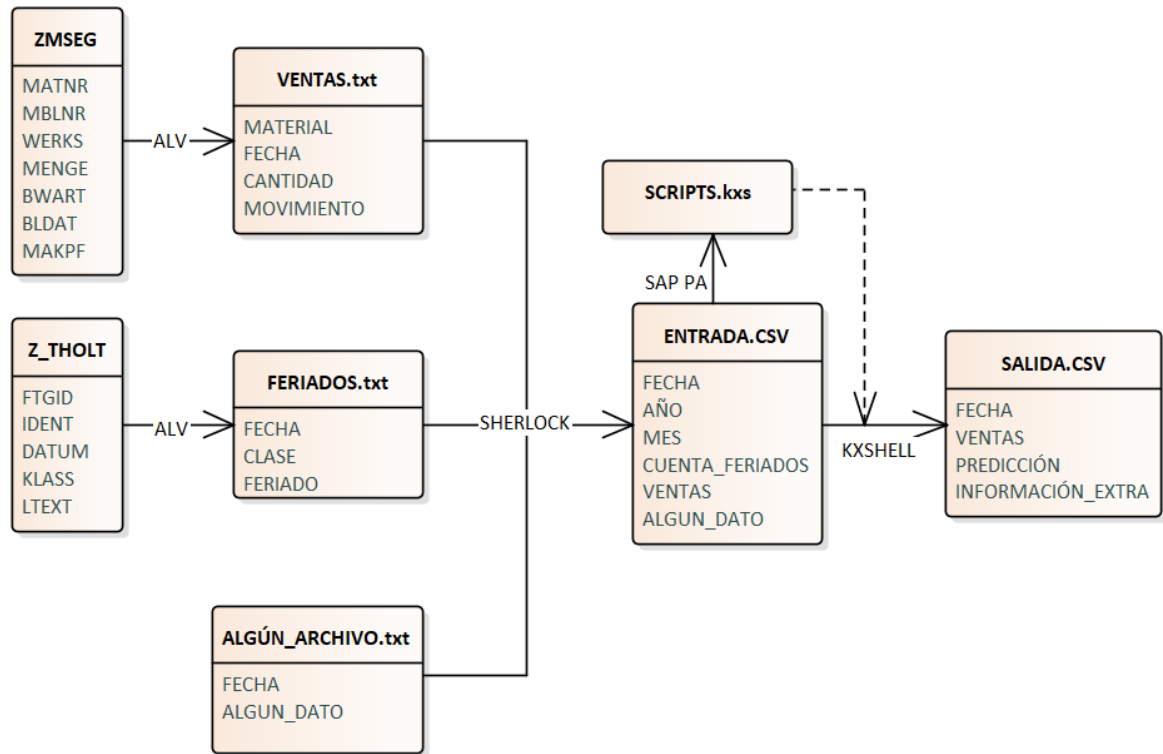 ZMSEG
MATNR
MBLNR
WERKS
MENGE
BWART
BLDAT
MAKPF
ALV
VENTAS.txt
MATERIAL
FECHA
CANTIDAD
MOVIMIENTO
Z_THOLT
FTGID
IDENT
DATUM
KLASS
LTEXT
ALV
FERIADOS.txt
FECHA
CLASE
FERIADO
ALGÚN_ARCHIVO.txt
FECHA
ALGUN_DATO
SHERLOCK
SCRIPTS.kxs
SAP PA
ENTRADA.CSV
FECHA
AÑO
MES
CUENTA_FERIADOS
VENTAS
ALGUN_DATO
KXSHELL
SALIDA.CSV
FECHA
VENTAS
PREDICCIÓN
INFORMACIÓN_EXTRA